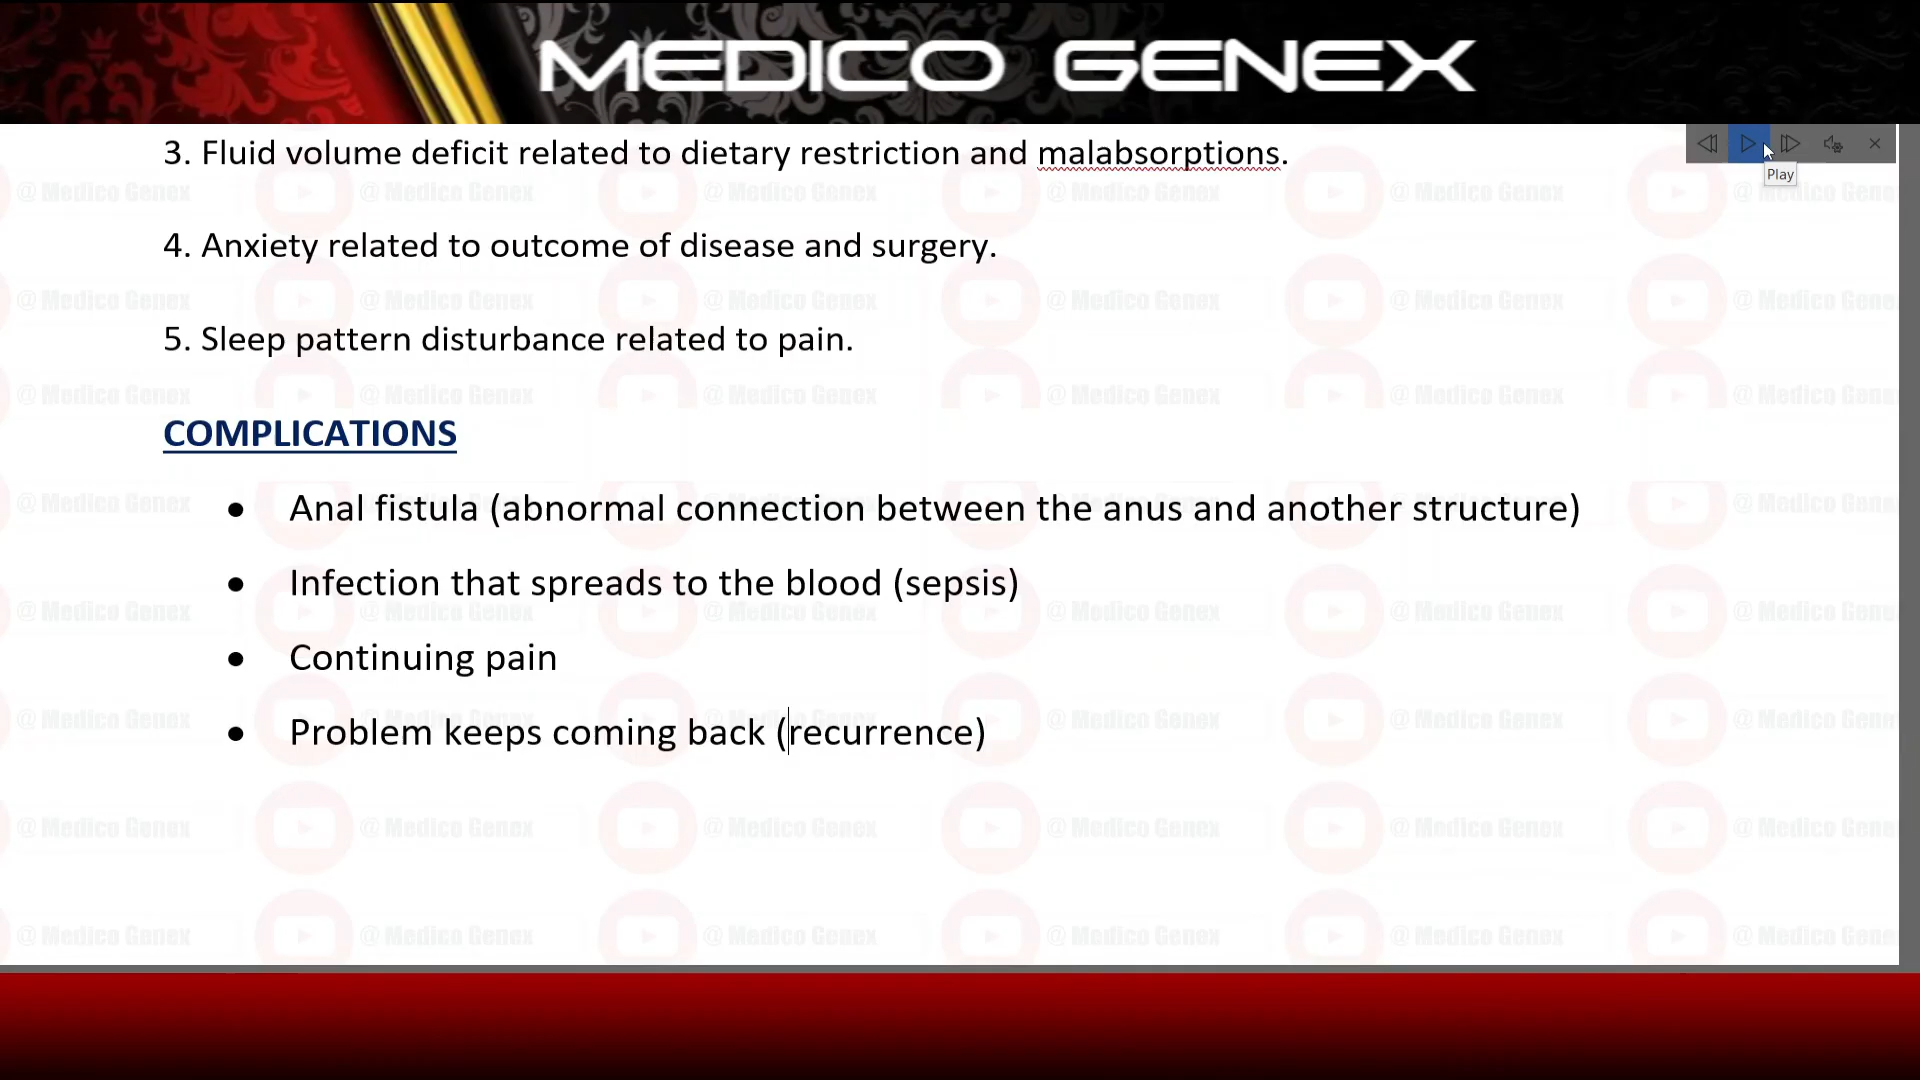 MEDICO GENEX
3. Fluid volume deficit related to dietary restriction and malabsorptions.
Play
4. Anxiety related to outcome of disease and surgery.
5. Sleep pattern disturbance related to pain.
COMPLICATIONS
• Anal fistula (abnormal connection between the anus and another structure)
• Infection that spreads to the blood (sepsis)
• Continuing pain
• Problem keeps coming back (recurrence)
@ Medico Genex